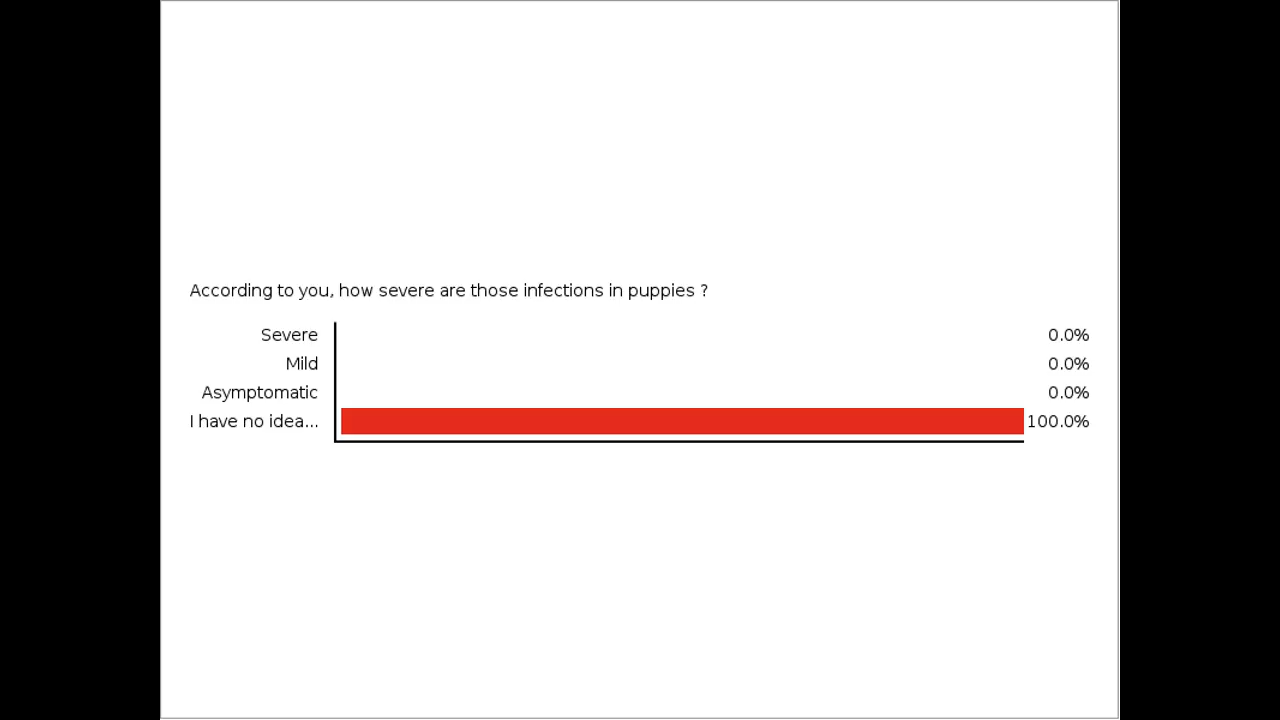 According to you, how severe are those infections in puppies ?
Severe 0.0%
Mild 0.0%
Asymptomatic 0.0%
I have no idea... 100.0%